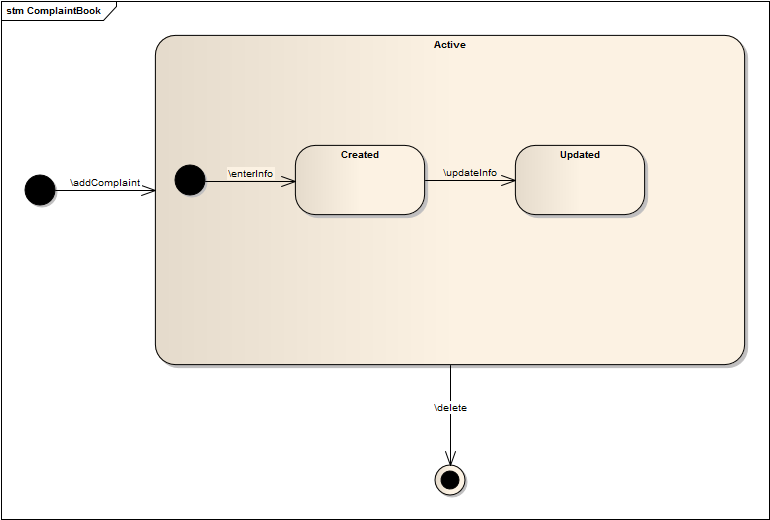 stm ComplaintBook
Active
Created
Updated
\enterInfo
\updateInfo
\addComplaint
\delete